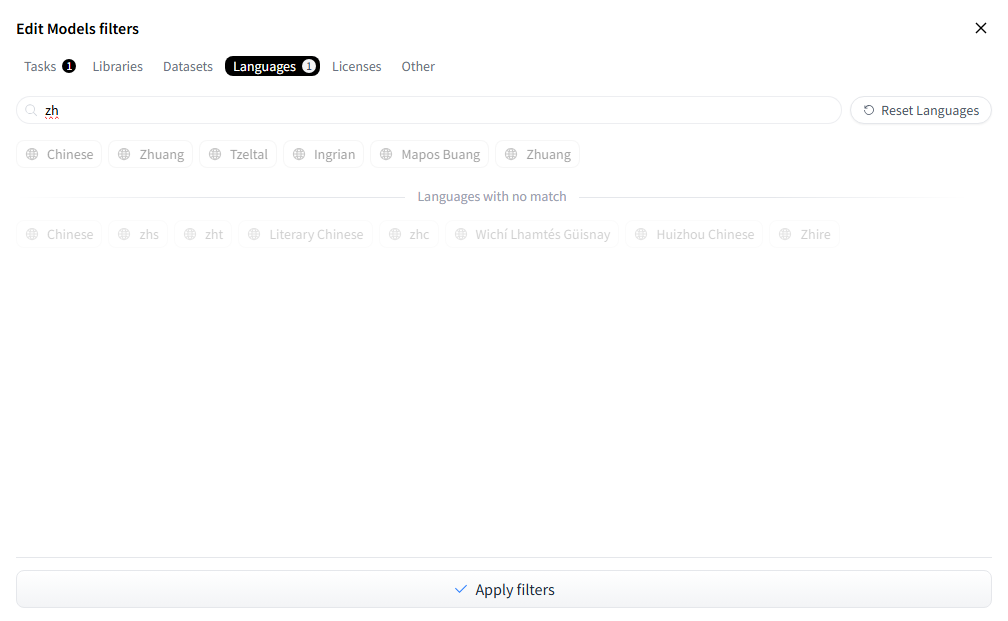 Edit Models filters
Tasks 1 Libraries Datasets Languages 1 Licenses Other
zh Reset Languages
Chinese Zhuang Tzeltal Ingrian Mapos Buang Zhuang
Languages with no match
Chinese zhs zht Literary Chinese zhc Wichí Lhamtés Güisnay Huizhou Chinese Zhire
Apply filters